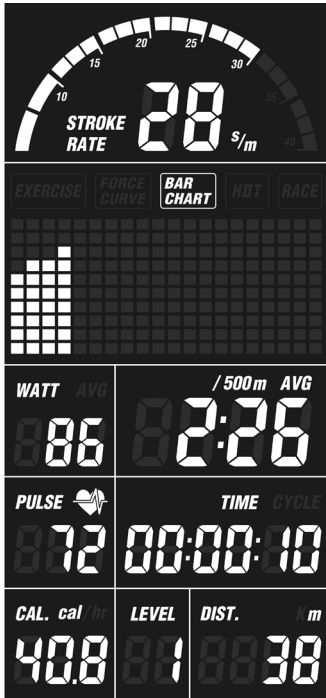 10
15
20
25
30
35
40
STROKE
RATE
28
s/m
EXERCISE FORCE CURVE BAR CHART HIIT RACE
WATT AVG
86
/500m AVG
2:26
PULSE
72
TIME CYCLE
00:00:10
CAL. cal/hr
40.8
LEVEL
1
DIST. Km
38